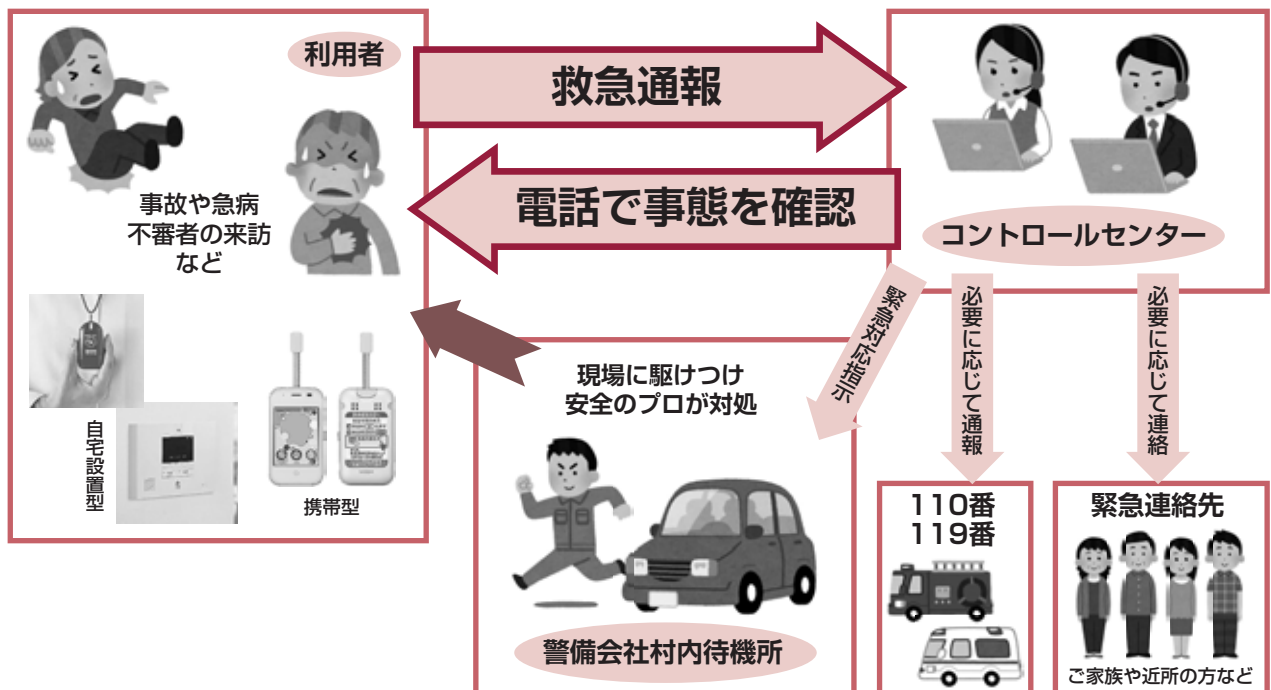 利用者
事故や急病
不審者の来訪
など
自宅設置型
携帯型
救急通報
電話で事態を確認
コントロールセンター
緊急対応指示
必要に応じて通報
必要に応じて連絡
現場に駆けつけ
安全のプロが対処
警備会社村内待機所
110番
119番
緊急連絡先
ご家族や近所の方など